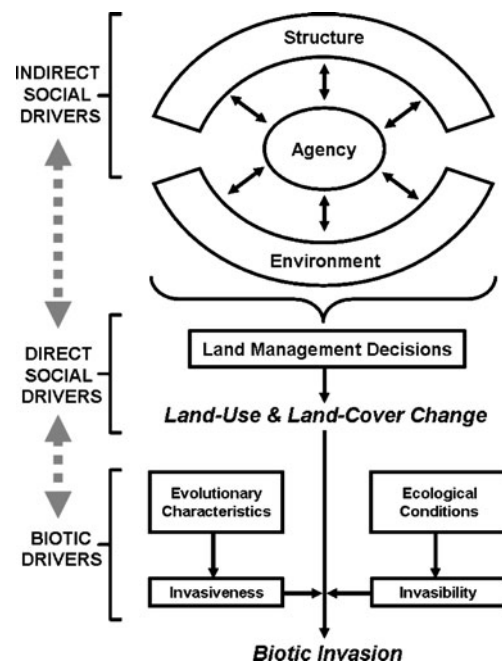 Structure
INDIRECT
SOCIAL
DRIVERS
Agency
Environment
Land Management Decisions
DIRECT
SOCIAL
DRIVERS
Land-Use & Land-Cover Change
Evolutionary
Characteristics
Ecological
Conditions
BIOTIC
DRIVERS
Invasiveness
Invasibility
Biotic Invasion